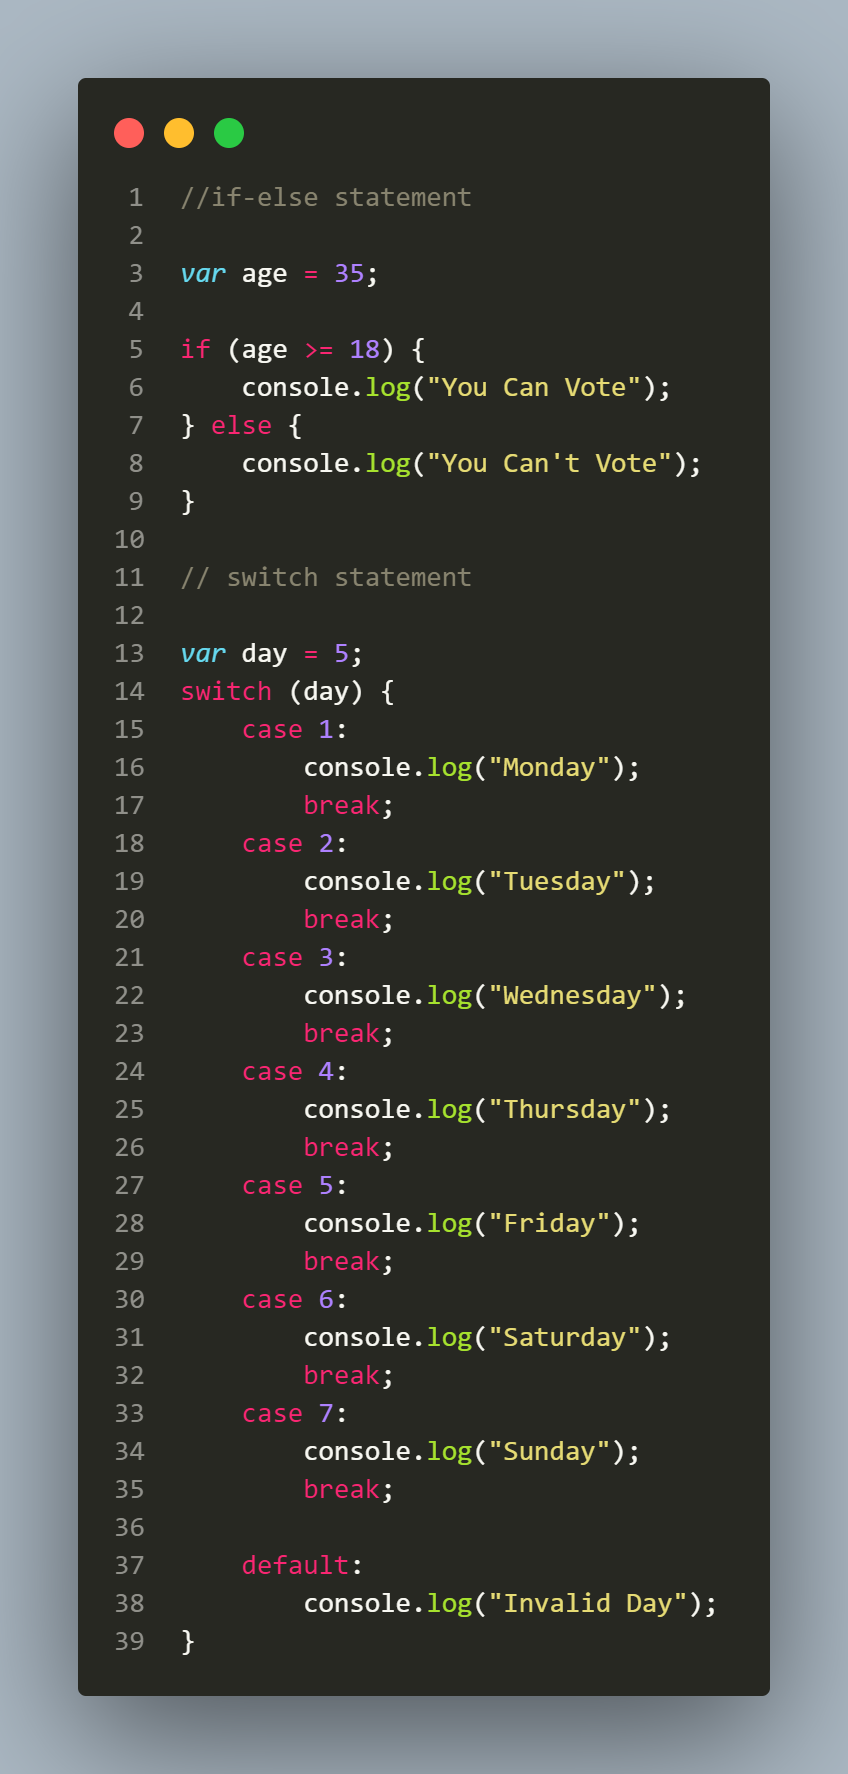 1 //if-else statement
2
3 var age = 35;
4
5 if (age >= 18) {
6     console.log("You Can Vote");
7 } else {
8     console.log("You Can't Vote");
9 }
10
11 // switch statement
12
13 var day = 5;
14 switch (day) {
15     case 1:
16         console.log("Monday");
17         break;
18     case 2:
19         console.log("Tuesday");
20         break;
21     case 3:
22         console.log("Wednesday");
23         break;
24     case 4:
25         console.log("Thursday");
26         break;
27     case 5:
28         console.log("Friday");
29         break;
30     case 6:
31         console.log("Saturday");
32         break;
33     case 7:
34         console.log("Sunday");
35         break;
36
37     default:
38         console.log("Invalid Day");
39 }